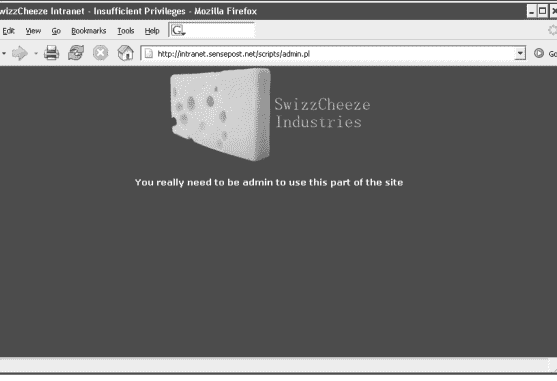 wizzCheeze Intranet - Insufficient Privileges - Mozilla Firefox
Edit View Go Bookmarks Tools Help G
http://intranet.sensepost.net/scripts/admin.pl Go
SwizzCheeze
Industries
You really need to be admin to use this part of the site